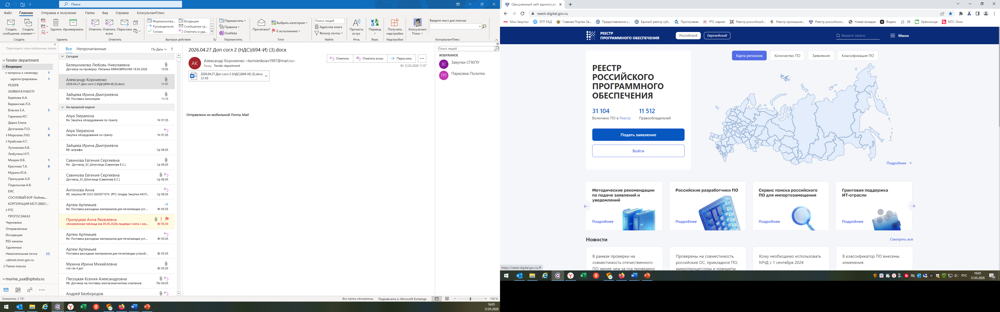 Поиск
Файл Главная Отправка и получение Папка Вид Справка КонсультантПлюс
Создать сообщение
Создать элемент
Создать
Удалить
Архивировать
Удалить
Ответить
Ответить всем
Переслать
Ответить
Формальнова...
Руководителю
Готово
Входящие
Сообщение гр...
Ответить и уда...
Быстрые действия
Переместить
Правила
OneNote
Переместить
Прочитано?
Выбрать категорию
К исполнению
Теги
Поиск людей
Адресная книга
Фильтр почты
Найти
Прочесть вслух
Речь
Перевод
Язык
Получить надстройки
Надстройки
Консультант Плюс
Введите текст для поиска:
КонсультантПлюс
Перетащите свои избранные папки
Tender department
Входящие
вопросы к семинару 1
зарегистрированы 1
РЕЗЕРВ
ЗАЯВКИ В РАБОТУ
Берёзова А.А.
Варванская Л.Э.
Власюк Е.А. 5
Гаранина И.Г.
Дирко Елена
Долганова П.О. 5
Морозова Л.Ю. 6
Крайсман Е.Г.
Лупникова А.В.
Любутина Н.П.
Мокряк В.В. 1
Краснова Т.А. 6
Мурина Ю.А.
Прилуцкая А.Я. 2
Подольская А.В.
ЕИС
СОСНОВЫЙ БОР Любовь...
КОРПОРАЦИЯ МСП (800)1...
РТС
ПРОГОСЗАКАЗ
Черновики
Отправленные
Исходящие
RSS-каналы
Удаленные
Нежелательная почта [4]
cabinet.mom.gov.ru
Папки поиска
murina_yua@spbstu.ru
Элементы: 2 791
Все Непрочитанные По Дата
Сегодня
Белешникова Любовь Николаевна
Договор на проверку. Питание МИНОБРНАУКИ 18.05.2026 15:05
Александр Корниенко
2026.04.27 Доп согл 2 (НДС)(694-И) (3).docx 11:57
Зайцева Ирина Дмитриевна
RE: Поставка линолеума 11:15
На прошлой неделе
Anya Stepanova
Re: Закупка оборудования по гранту Чт 07.05
Anya Stepanova
Закупка оборудования по гранту Чт 07.05
Зайцева Ирина Дмитриевна
RE: штрафы Ср 06.05
Савинова Евгения Сергеевна
Re: Договор_ЗУ_Штиглица (Савинова Е.С.) Ср 06.05
Савинова Евгения Сергеевна
Договор_ЗУ_Штиглица (Савинова Е.С.) Ср 06.05
Антонова Анна
RE: закупка № 2323-2603871074 (РТС-тендер Закупки МСП... Ср 06.05
Артем Артемьев
Re: Поставка расходных материалов для печатающих уст... Вт 05.05
Прилуцкая Анна Яковлевна
обновленная таблица (на 05.05.2026) лицевые счета с каз... Вт 05.05
Артем Артемьев
Re: Поставка расходных материалов для печатающих уст... Вт 05.05
Артем Артемьев
Поставка расходных материалов для печатающих устрой... Вт 05.05
Мухина Ирина Михайловна
гпх гэк 4 дог Вт 05.05
Песоцкая Ксения Александровна
RE: Договор на поставку электромагнитных клапанов Пн 04.05
Андрей Безбородов
2026.04.27 Доп согл 2 (НДС)(694-И) (3).docx
АК
Александр Корниенко <kornienkoav1997@mail.ru>
Кому Tender department
Ответить Ответить всем Переслать
Вт 12.05.2026 11:57
2026.04.27 Доп согл 2 (НДС)(694-И) (3).docx
23 KB
Отправлено из мобильной Почты Mail
Поиск людей
ИЗБРАННОЕ
ЗС Закупки СПбПУ
ПП Парковка Политех
Все папки обновлены. Подключено к: Microsoft Exchange 100 %
16:05
12.05.2026
Официальный сайт единого ре
reestr.digital.gov.ru
Мои Закупки ЭТП РАД Главная Портал За... Предоставление с... Единый реестр суб... Прогосзаказ РТС маркет Реестр российской... Реестр промышле... Реестр российских... Новая вкладка Яндекс ЭБ Хранилище МТС Линк
РЕЕСТР
ПРОГРАММНОГО ОБЕСПЕЧЕНИЯ
Российский Евразийский
Введите запрос
Меню
РЕЕСТР
РОССИЙСКОГО
ПРОГРАММНОГО
ОБЕСПЕЧЕНИЯ
31 104 11 512
Включено ПО в Реестр Правообладателей
Подать заявление
Войти
Карта регионов Количество ПО Заявления Классификация ПО
Подробнее
Методические рекомендации
по подаче заявлений и
уведомлений
Подробнее
Российские разработчики ПО
Подробнее
Сервис поиска российского
ПО для импортозамещения
Подробнее
Грантовая поддержка
ИТ-отрасли
Подробнее
Новости Смотреть все
В рамках проверки на
совместимость отечественного
ПО менее чем за год проведено
Проверены на совместимость
российские ОС, прикладное ПО,
микропроцессоры и планшеты
Кому необходимо использовать
МЧД с 1 сентября 2024
В классификатор ПО внесены
изменения
https://reestr.digital.gov.ru/#
РУС
16:05
12.05.2026
19